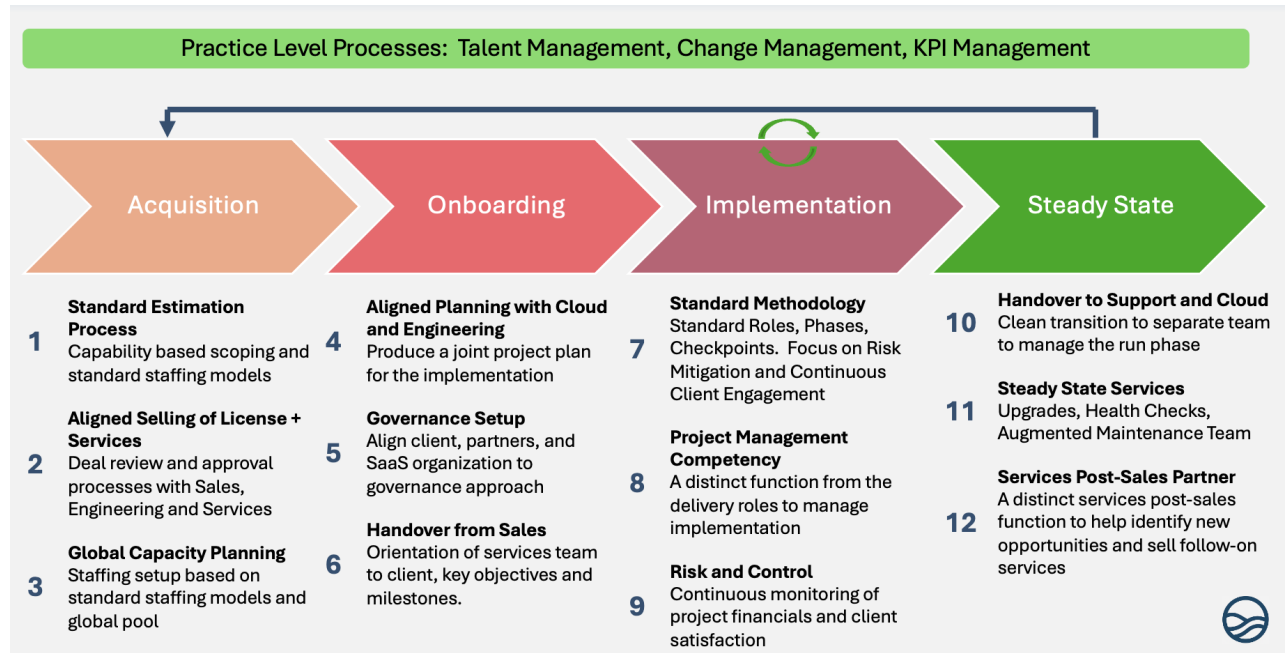 Practice Level Processes:  Talent Management, Change Management, KPI Management
Acquisition
Onboarding
Implementation
Steady State
1
Standard Estimation
Process
Capability based scoping and
standard staffing models
2
Aligned Selling of License +
Services
Deal review and approval
processes with Sales,
Engineering and Services
3
Global Capacity Planning
Staffing setup based on
standard staffing models and
global pool
4
Aligned Planning with Cloud
and Engineering
Produce a joint project plan
for the implementation
5
Governance Setup
Align client, partners, and
SaaS organization to
governance approach
6
Handover from Sales
Orientation of services team
to client, key objectives and
milestones.
7
Standard Methodology
Standard Roles, Phases,
Checkpoints.  Focus on Risk
Mitigation and Continuous
Client Engagement
8
Project Management
Competency
A distinct function from the
delivery roles to manage
implementation
9
Risk and Control
Continuous monitoring of
project financials and client
satisfaction
10
Handover to Support and Cloud
Clean transition to separate team
to manage the run phase
11
Steady State Services
Upgrades, Health Checks,
Augmented Maintenance Team
12
Services Post-Sales Partner
A distinct services post-sales
function to help identify new
opportunities and sell follow-on
services